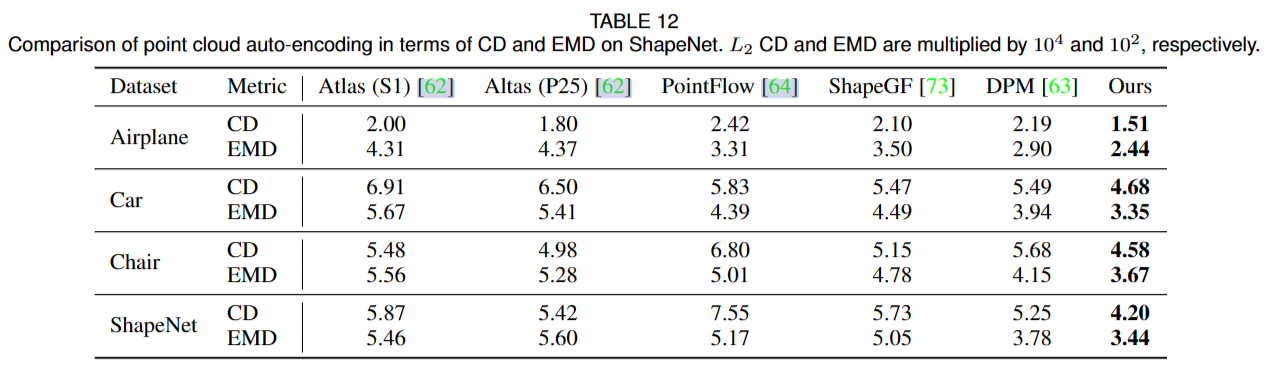 TABLE 12
Comparison of point cloud auto-encoding in terms of CD and EMD on ShapeNet. L₂ CD and EMD are multiplied by 10⁴ and 10², respectively.
Dataset Metric Atlas (S1) [62] Altas (P25) [62] PointFlow [64] ShapeGF [73] DPM [63] Ours
Airplane CD 2.00 1.80 2.42 2.10 2.19 1.51
EMD 4.31 4.37 3.31 3.50 2.90 2.44
Car CD 6.91 6.50 5.83 5.47 5.49 4.68
EMD 5.67 5.41 4.39 4.49 3.94 3.35
Chair CD 5.48 4.98 6.80 5.15 5.68 4.58
EMD 5.56 5.28 5.01 4.78 4.15 3.67
ShapeNet CD 5.87 5.42 7.55 5.73 5.25 4.20
EMD 5.46 5.60 5.17 5.05 3.78 3.44